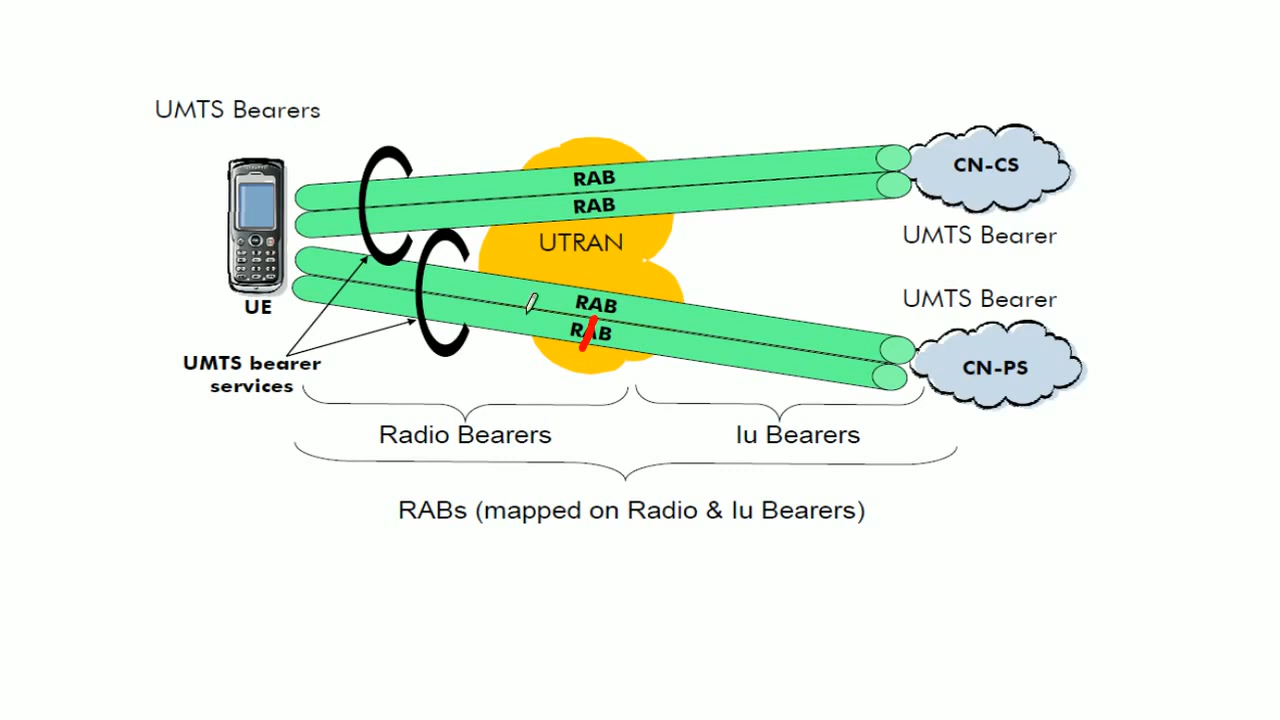 UMTS Bearers
CN-CS
RAB
RAB
UTRAN
UMTS Bearer
UMTS Bearer
RAB
RAB
UE
UMTS bearer
services
CN-PS
Radio Bearers
Iu Bearers
RABs (mapped on Radio & Iu Bearers)